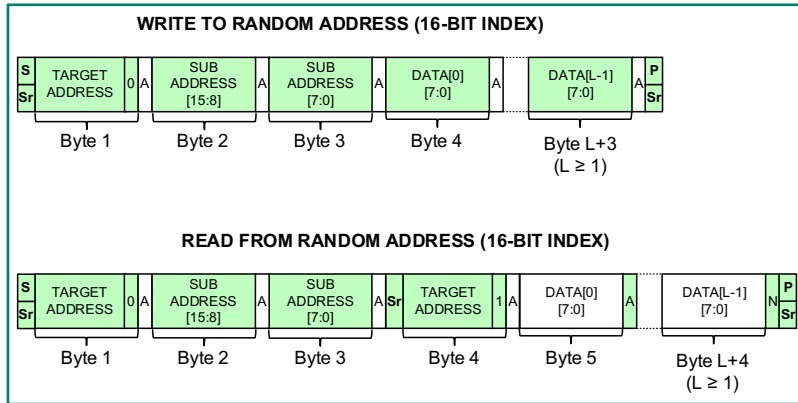 WRITE TO RANDOM ADDRESS (16-BIT INDEX)
S
Sr
TARGET
ADDRESS
0
A
SUB
ADDRESS
[15:8]
A
SUB
ADDRESS
[7:0]
A
DATA[0]
[7:0]
A
DATA[L-1]
[7:0]
A
P
Sr
Byte 1
Byte 2
Byte 3
Byte 4
Byte L+3
(L ≥ 1)
READ FROM RANDOM ADDRESS (16-BIT INDEX)
S
Sr
TARGET
ADDRESS
0
A
SUB
ADDRESS
[15:8]
A
SUB
ADDRESS
[7:0]
A
Sr
TARGET
ADDRESS
1
A
DATA[0]
[7:0]
A
DATA[L-1]
[7:0]
N
P
Sr
Byte 1
Byte 2
Byte 3
Byte 4
Byte 5
Byte L+4
(L ≥ 1)